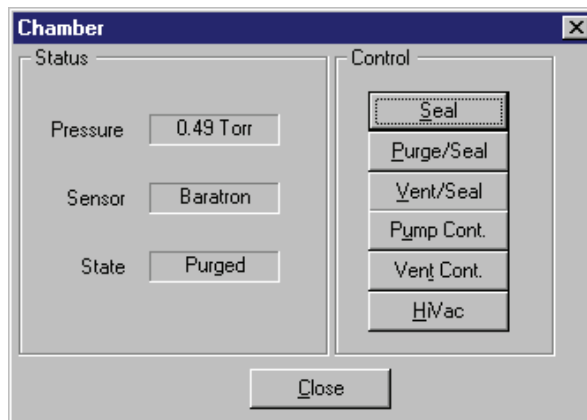 Chamber
Status
Pressure 0.49 Torr
Sensor Baratron
State Purged
Control
Seal
Purge/Seal
Vent/Seal
Pump Cont.
Vent Cont.
HiVac
Close